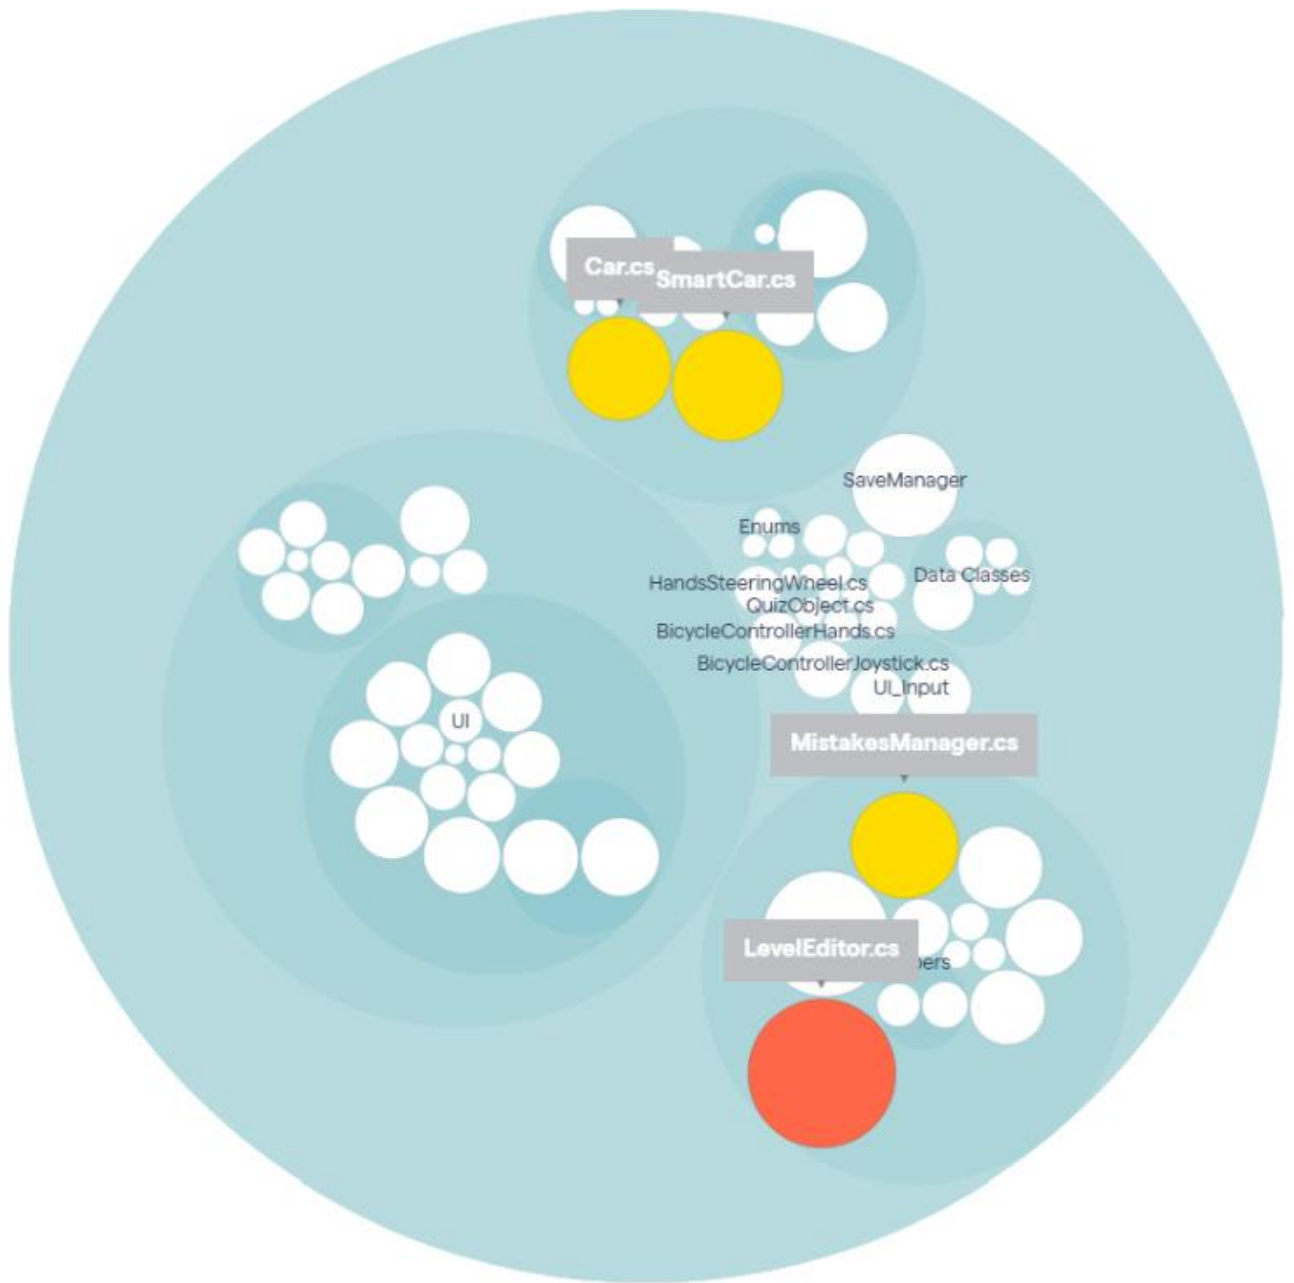 Car.cs
SmartCar.cs
SaveManager
Enums
Data Classes
HandsSteeringWheel.cs
QuizObject.cs
BicycleControllerHands.cs
BicycleControllerJoystick.cs
UI_Input
UI
MistakesManager.cs
LevelEditor.cs